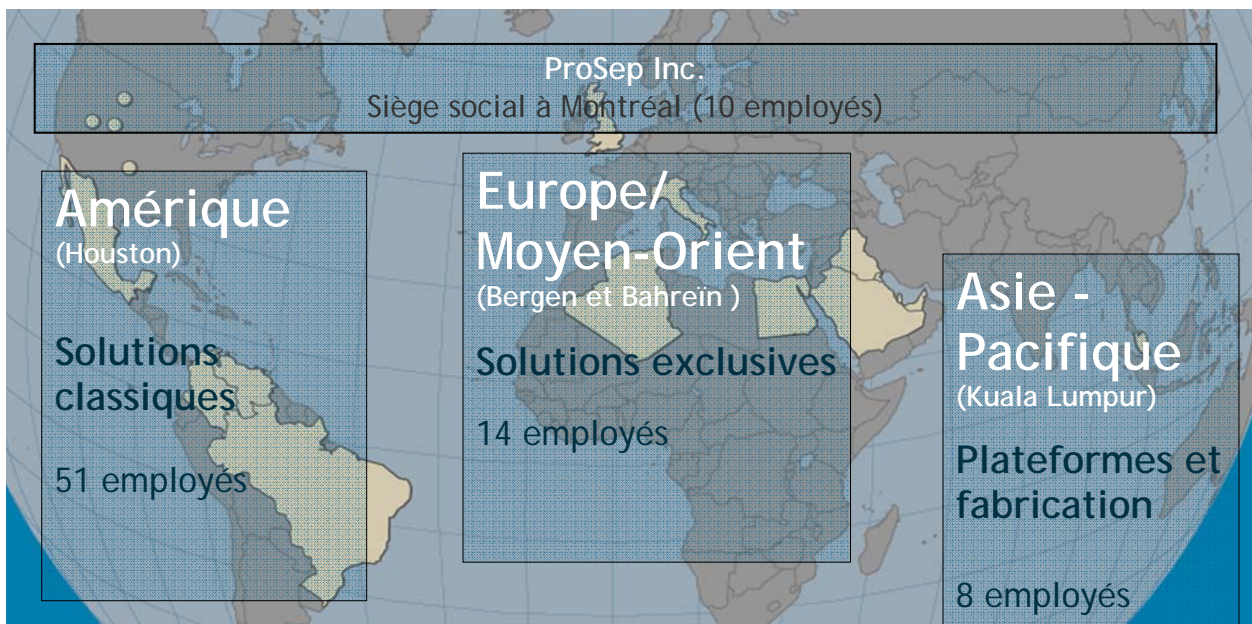 ProSep Inc.
Siège social à Montréal (10 employés)
Amérique
(Houston)
Solutions
classiques
51 employés
Europe/
Moyen-Orient
(Bergen et Bahreïn )
Solutions exclusives
14 employés
Asie -
Pacifique
(Kuala Lumpur)
Plateformes et
fabrication
8 employés